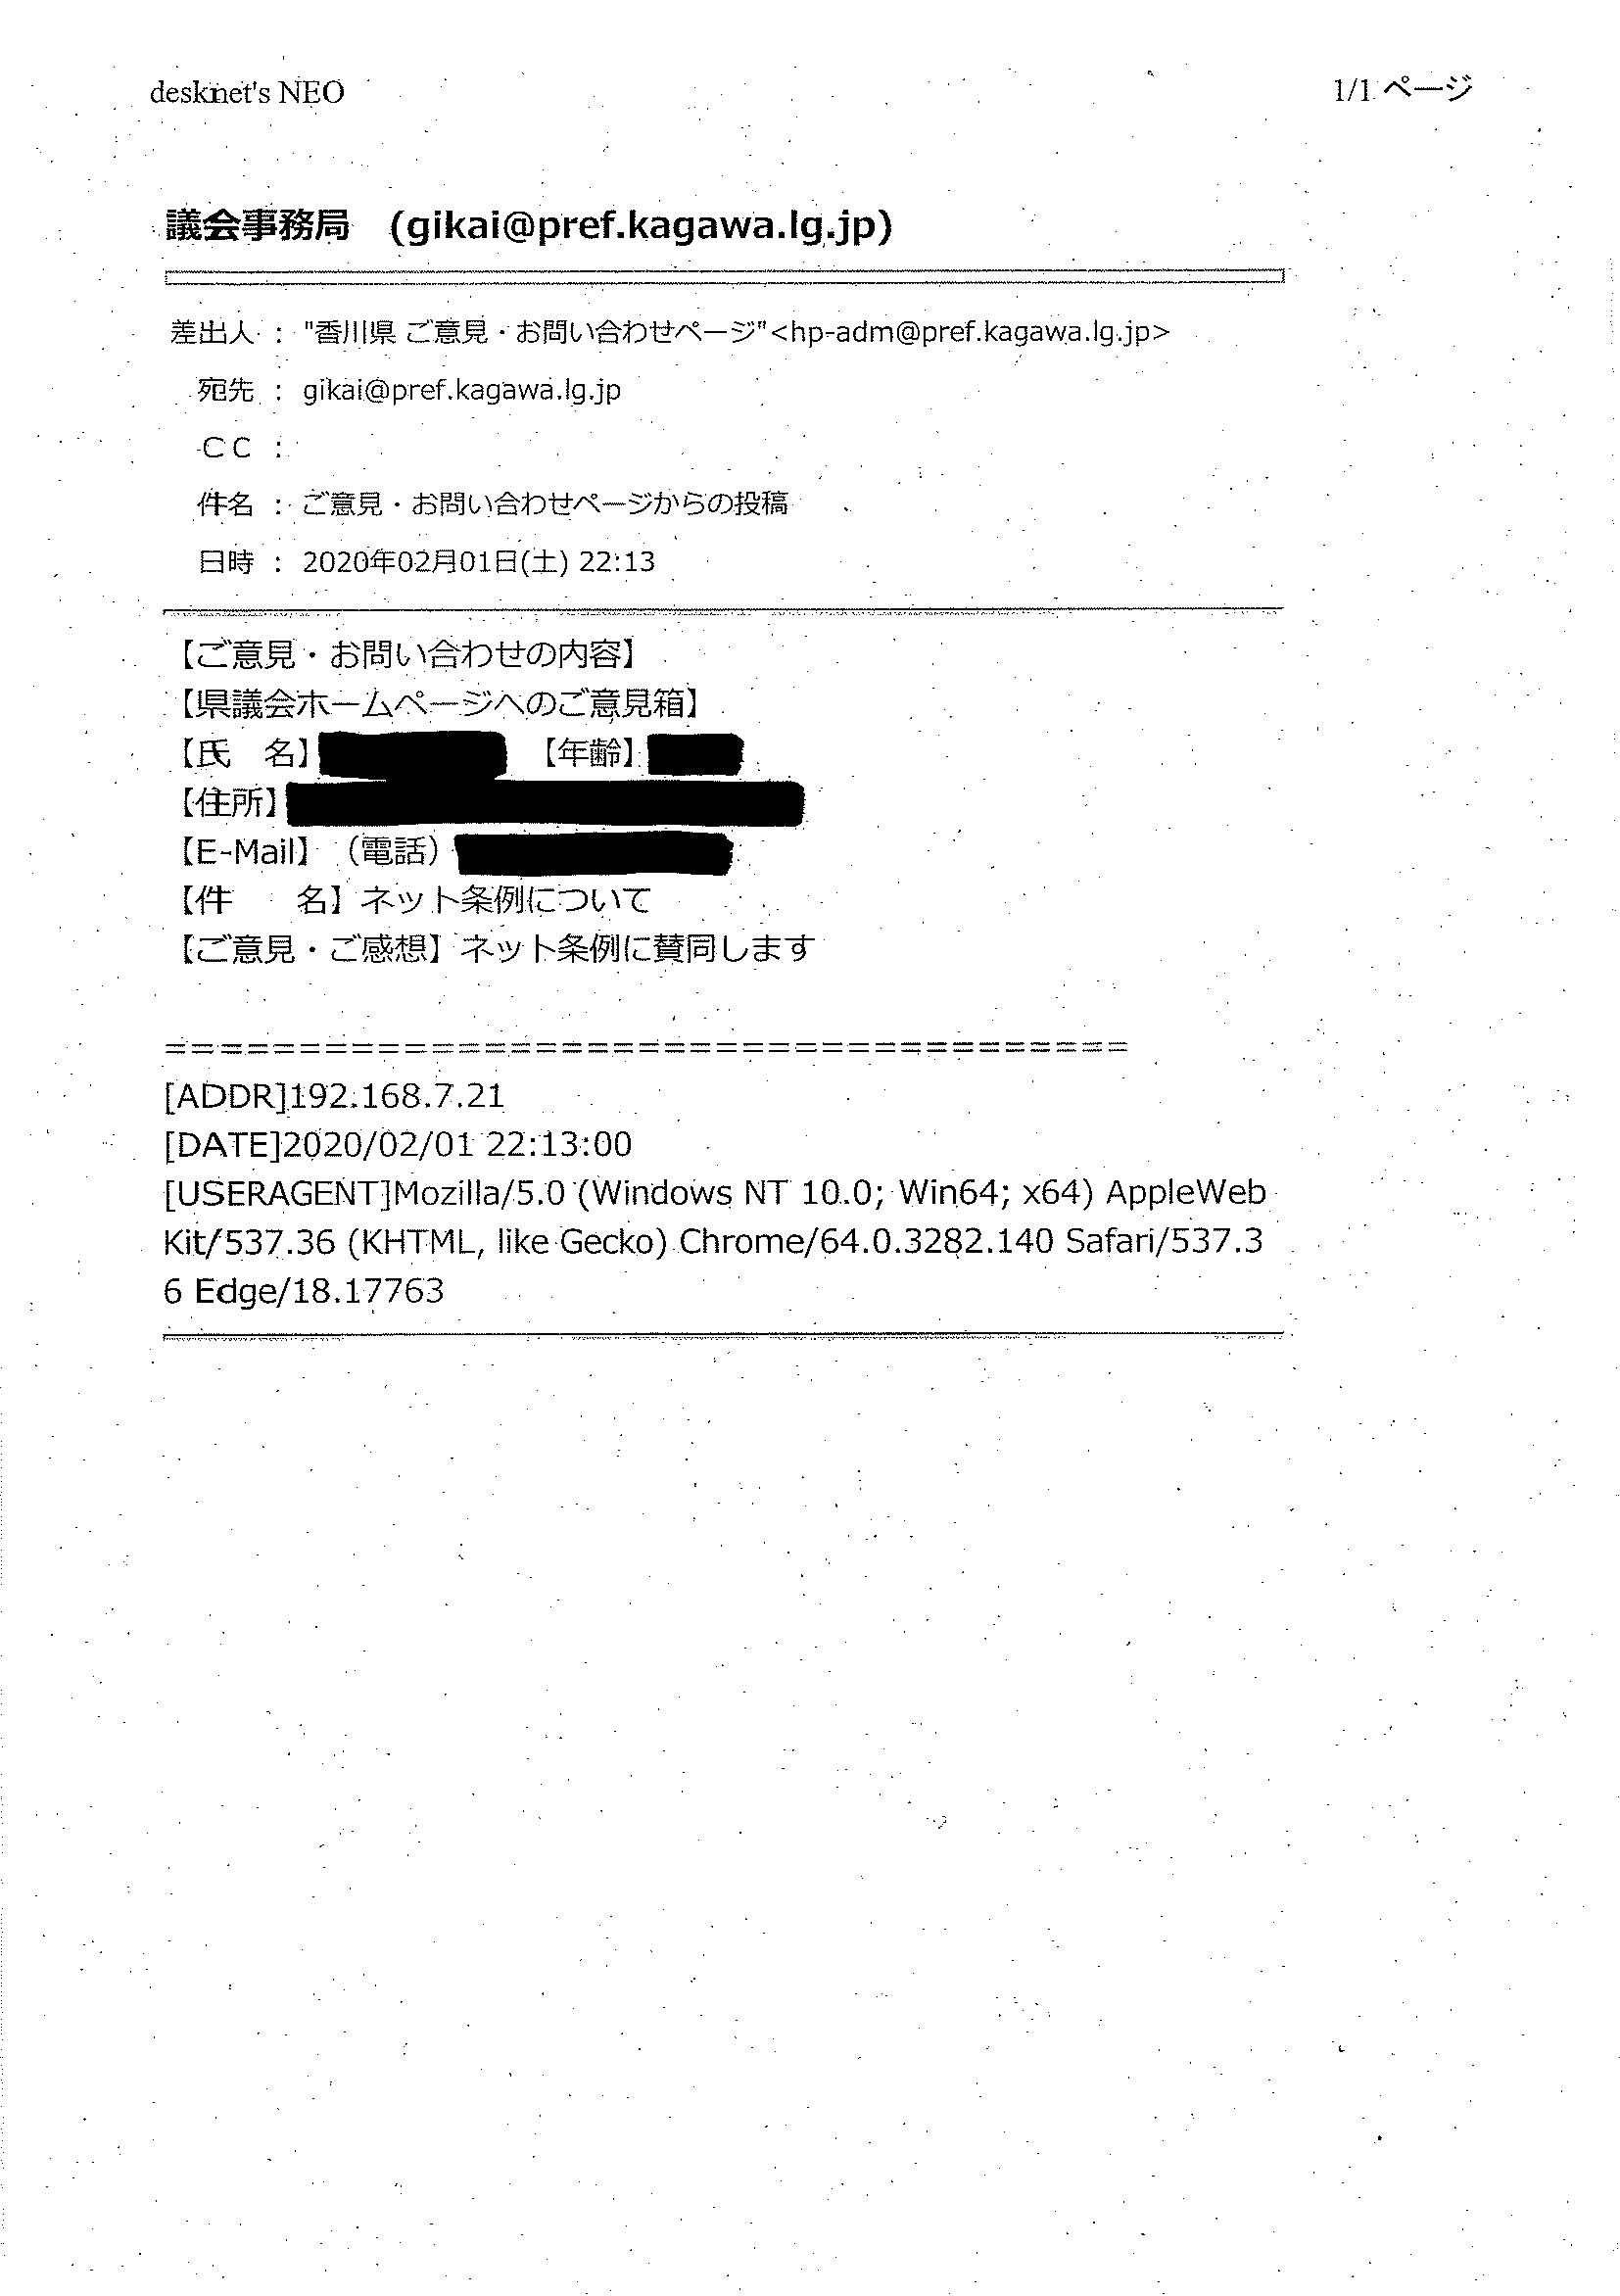 desknet's NEO
1/1 ページ
議会事務局　(gikai@pref.kagawa.lg.jp)
差出人 : "香川県 ご意見・お問い合わせページ"<hp-adm@pref.kagawa.lg.jp>
宛先 : gikai@pref.kagawa.lg.jp
ＣＣ :
件名 : ご意見・お問い合わせページからの投稿
日時 : 2020年02月01日(土) 22:13
【ご意見・お問い合わせの内容】
【県議会ホームページへのご意見箱】
【氏　名】　【年齢】
【住所】
【E-Mail】（電話）
【件　　名】ネット条例について
【ご意見・ご感想】ネット条例に賛同します
=====================================
[ADDR]192.168.7.21
[DATE]2020/02/01 22:13:00
[USERAGENT]Mozilla/5.0 (Windows NT 10.0; Win64; x64) AppleWeb
Kit/537.36 (KHTML, like Gecko) Chrome/64.0.3282.140 Safari/537.3
6 Edge/18.17763